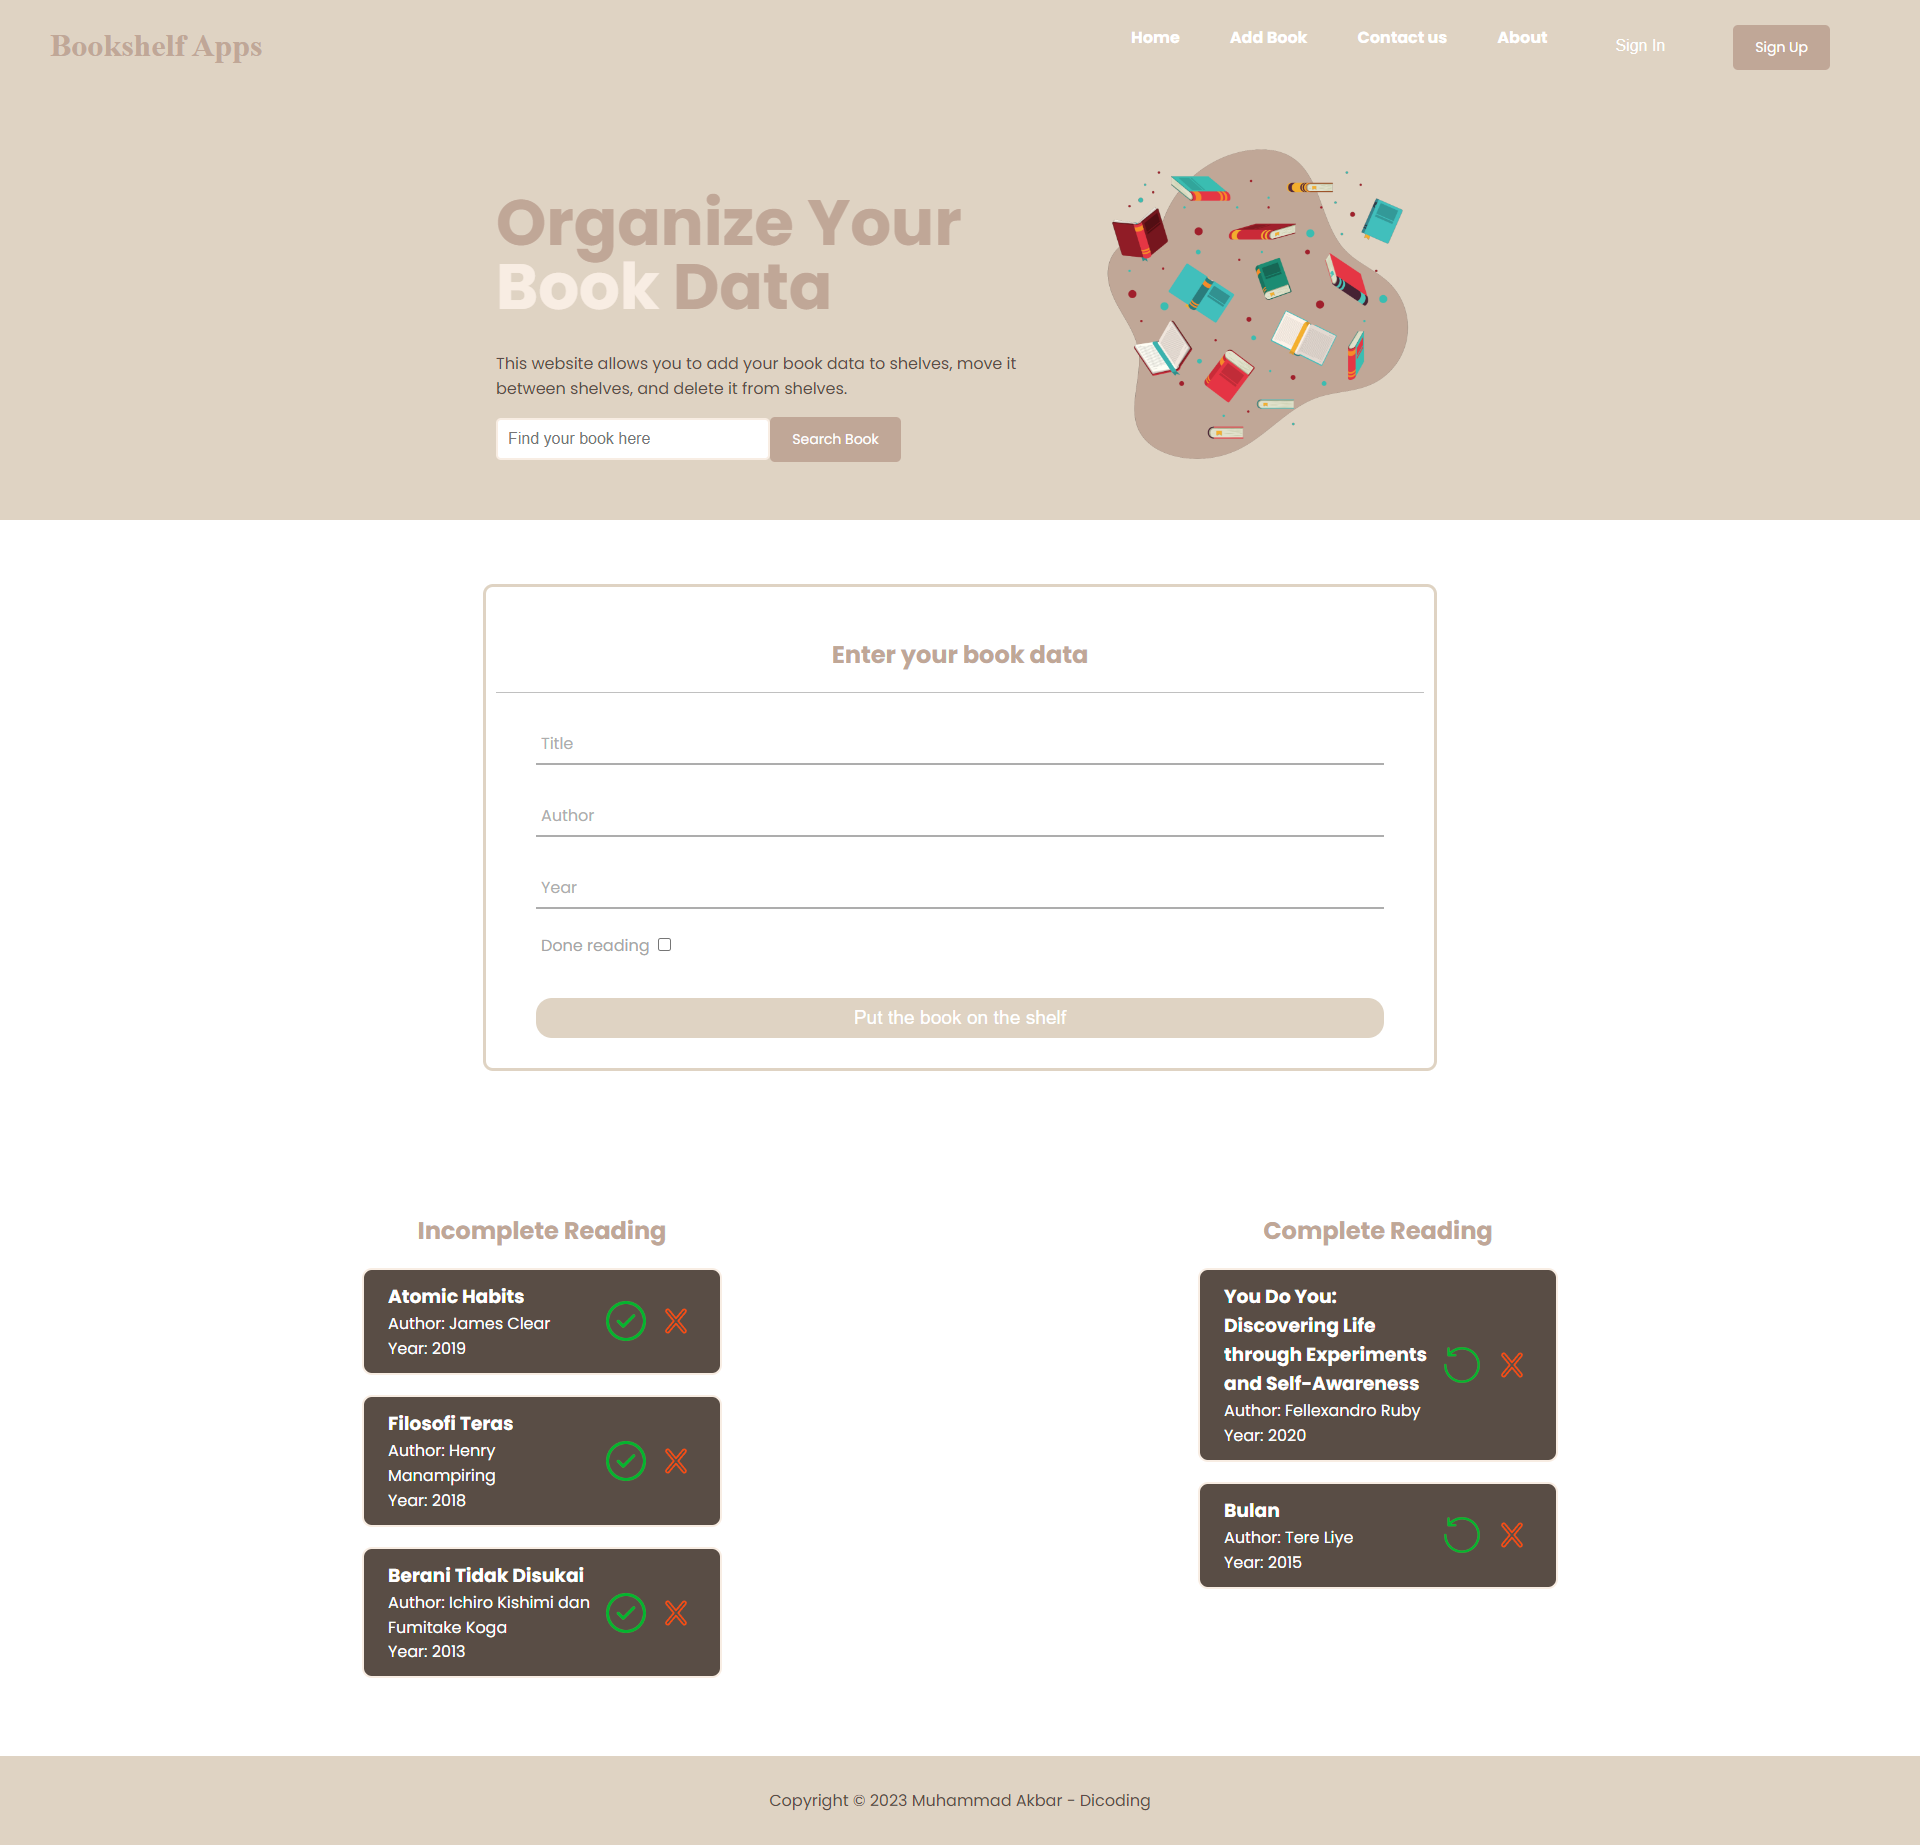 Bookshelf Apps
Home
Add Book
Contact us
About
Sign In
Sign Up
Organize Your
Book Data
This website allows you to add your book data to shelves, move it
between shelves, and delete it from shelves.
Find your book here
Search Book
Enter your book data
Title
Author
Year
Done reading
Put the book on the shelf
Incomplete Reading
Atomic Habits
Author: James Clear
Year: 2019
Filosofi Teras
Author: Henry
Manampiring
Year: 2018
Berani Tidak Disukai
Author: Ichiro Kishimi dan
Fumitake Koga
Year: 2013
Complete Reading
You Do You:
Discovering Life
through Experiments
and Self-Awareness
Author: Fellexandro Ruby
Year: 2020
Bulan
Author: Tere Liye
Year: 2015
Copyright © 2023 Muhammad Akbar - Dicoding